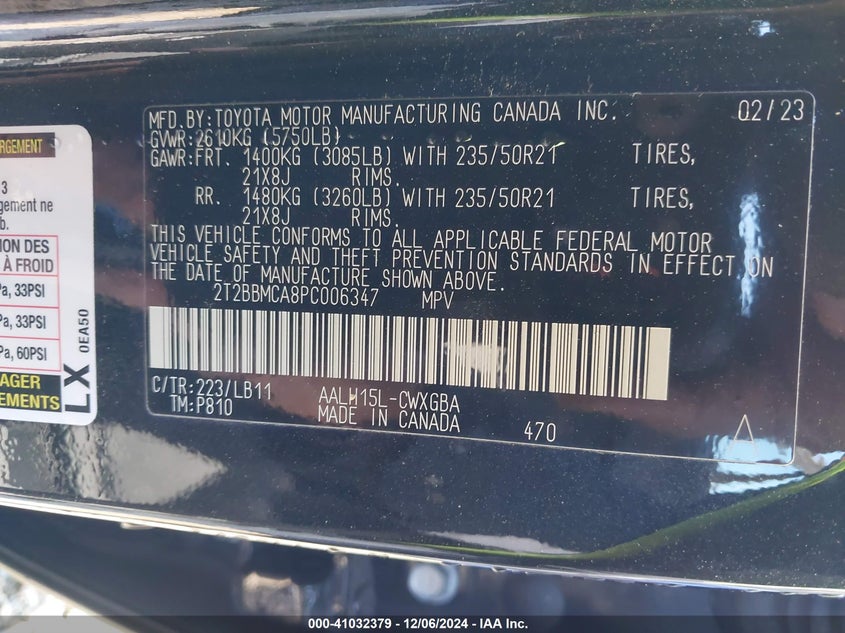 MFD.BY:TOYOTA MOTOR MANUFACTURING CANADA INC. 02/23
GVWR:2610KG (5750LB)
GAWR:FRT. 1400KG (3085LB) WITH 235/50R21 TIRES,
21X8J RIMS.
RR. 1480KG (3260LB) WITH 235/50R21 TIRES,
21X8J RIMS.
THIS VEHICLE CONFORMS TO ALL APPLICABLE FEDERAL MOTOR
VEHICLE SAFETY AND THEFT PREVENTION STANDARDS IN EFFECT ON
THE DATE OF MANUFACTURE SHOWN ABOVE.
2T2BBMCA8PC006347 MPV
C/TR:223/LB11 AALH15L-CWXGBA
TM:P810 MADE IN CANADA
470
3
gement ne
b.
ION DES
À FROID
Pa, 33PSI
Pa, 33PSI
Pa, 60PSI
AGER
EMENTS
LX 0EA50
000-41032379 - 12/06/2024 - IAA Inc.